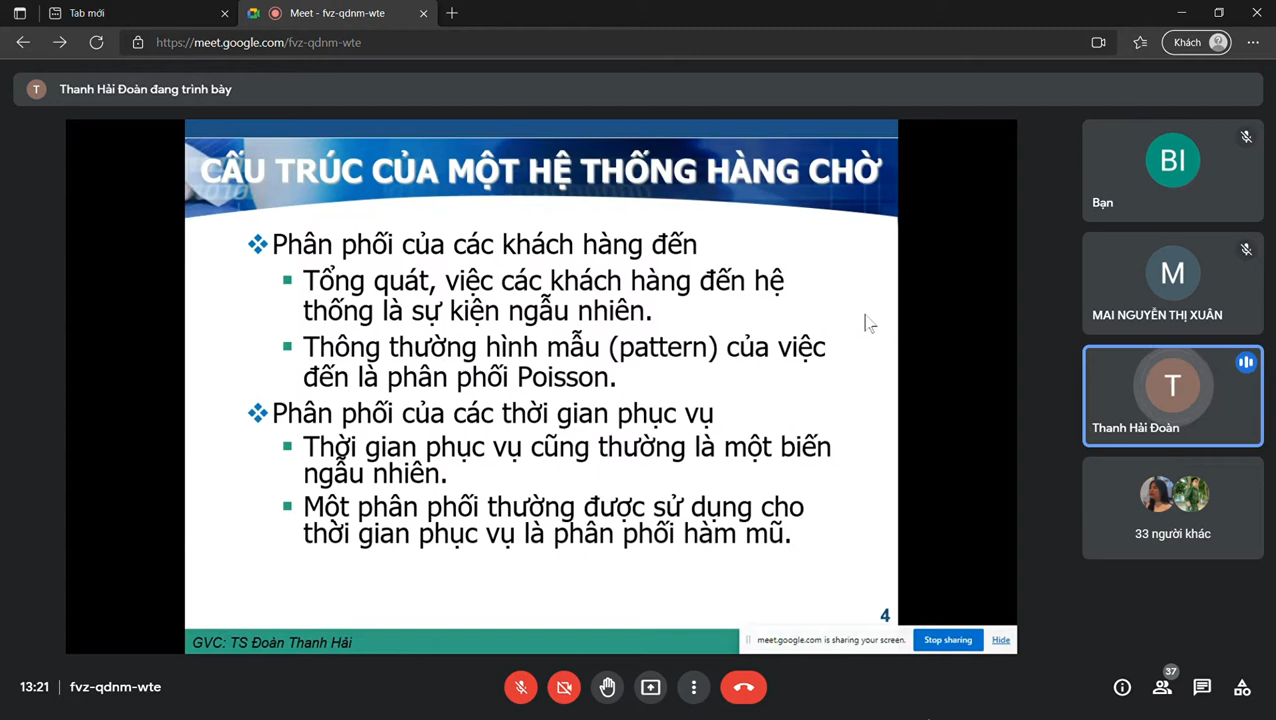 Tab mới
Meet - fvz-qdnm-wte
https://meet.google.com/fvz-qdnm-wte
Khách
T
Thanh Hải Đoàn đang trình bày
CẤU TRÚC CỦA MỘT HỆ THỐNG HÀNG CHỜ
Phân phối của các khách hàng đến
Tổng quát, việc các khách hàng đến hệ
thống là sự kiện ngẫu nhiên.
Thông thường hình mẫu (pattern) của việc
đến là phân phối Poisson.
Phân phối của các thời gian phục vụ
Thời gian phục vụ cũng thường là một biến
ngẫu nhiên.
Một phân phối thường được sử dụng cho
thời gian phục vụ là phân phối hàm mũ.
4
GVC: TS Đoàn Thanh Hải
meet.google.com is sharing your screen.
Stop sharing
Hide
BI
Bạn
M
MAI NGUYỄN THỊ XUÂN
T
Thanh Hải Đoàn
33 người khác
13:21
fvz-qdnm-wte
37